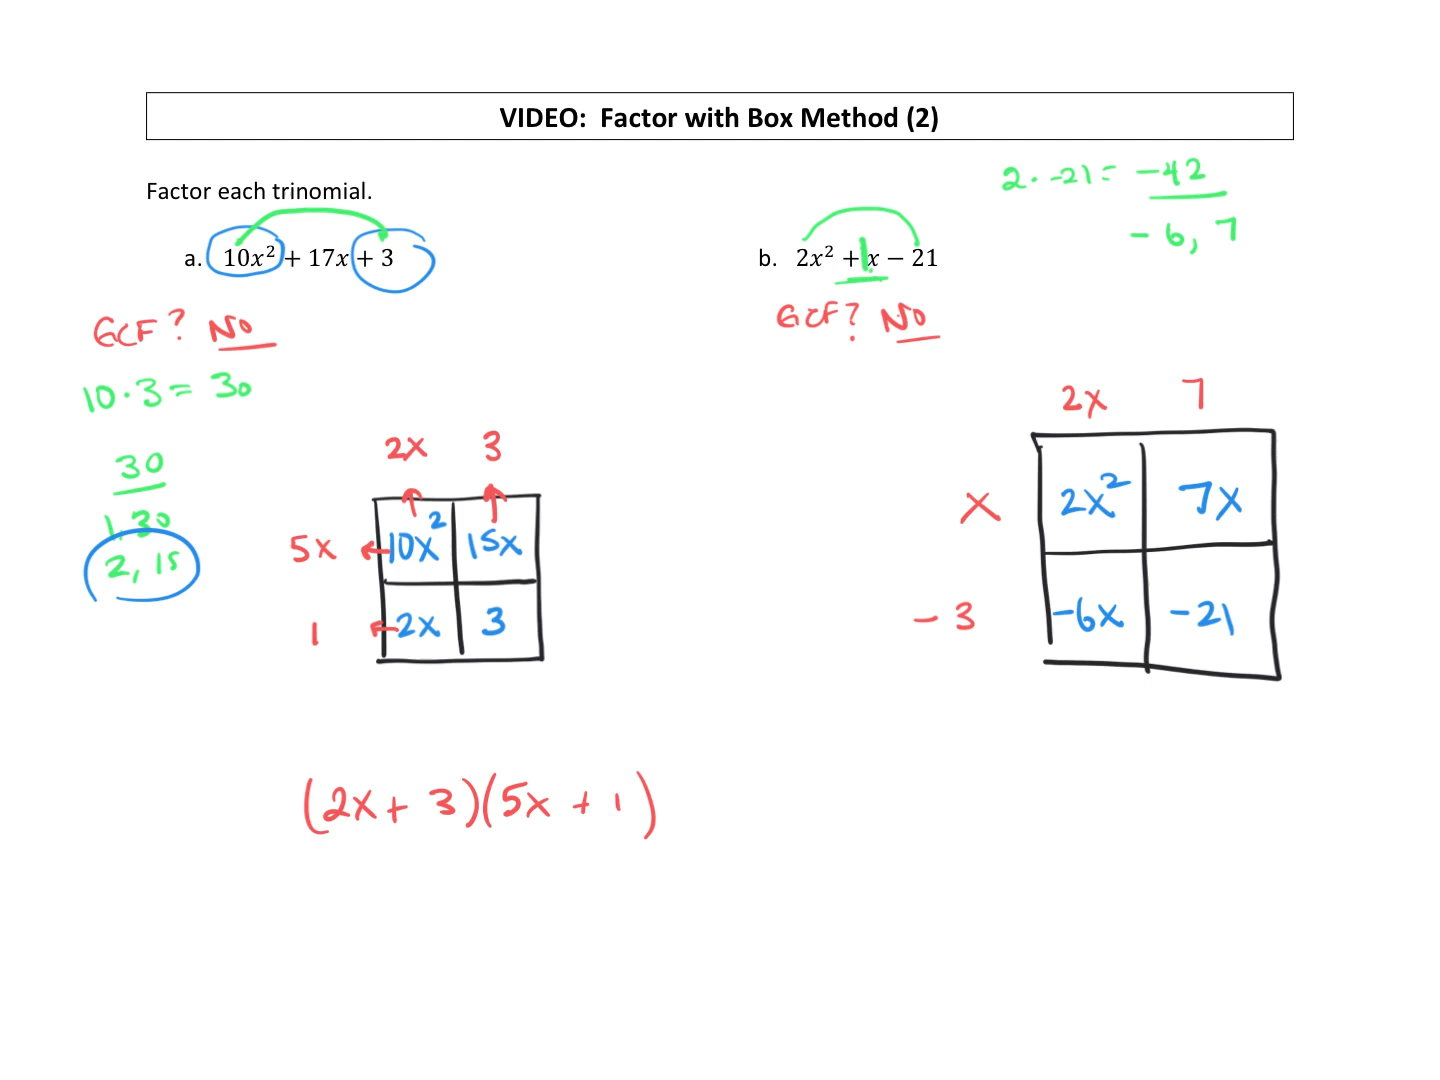 VIDEO: Factor with Box Method (2)
Factor each trinomial.
a. 10x² + 17x + 3
GCF? NO
10 · 3 = 30
30
1, 30
2, 15
2x 3
5x 10x² 15x
1 2x 3
(2x + 3)(5x + 1)
b. 2x² + 1x − 21
2 · -21 = -42
-6, 7
GCF? NO
2x 7
x 2x² 7x
-3 -6x -21